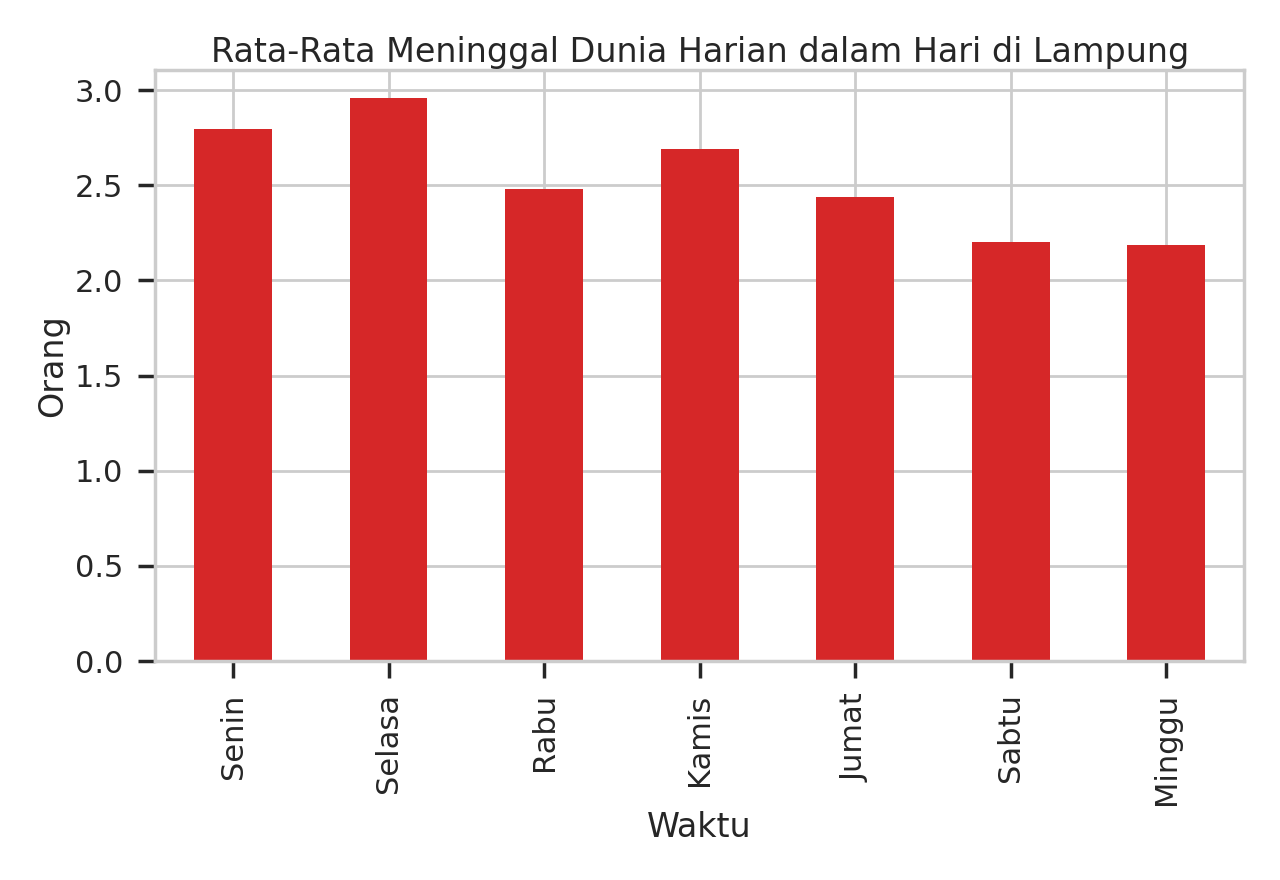 Rata-Rata Meninggal Dunia Harian dalam Hari di Lampung
3.0
2.5
2.0
1.5
1.0
0.5
0.0
Orang
Senin
Selasa
Rabu
Kamis
Jumat
Sabtu
Minggu
Waktu